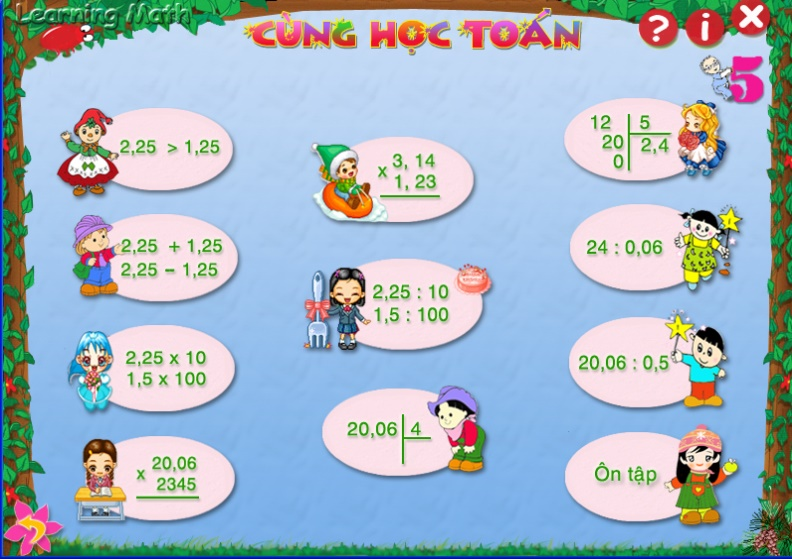 Learning Math
CÙNG HỌC TOÁN
?
i
X
5
2,25 > 1,25
2,25 + 1,25
2,25 – 1,25
2,25 x 10
1,5 x 100
20,06
x
2345
3, 14
x
1, 23
2,25 : 10
1,5 : 100
20,06 4
12 5
20 2,4
0
24 : 0,06
20,06 : 0,5
Ôn tập